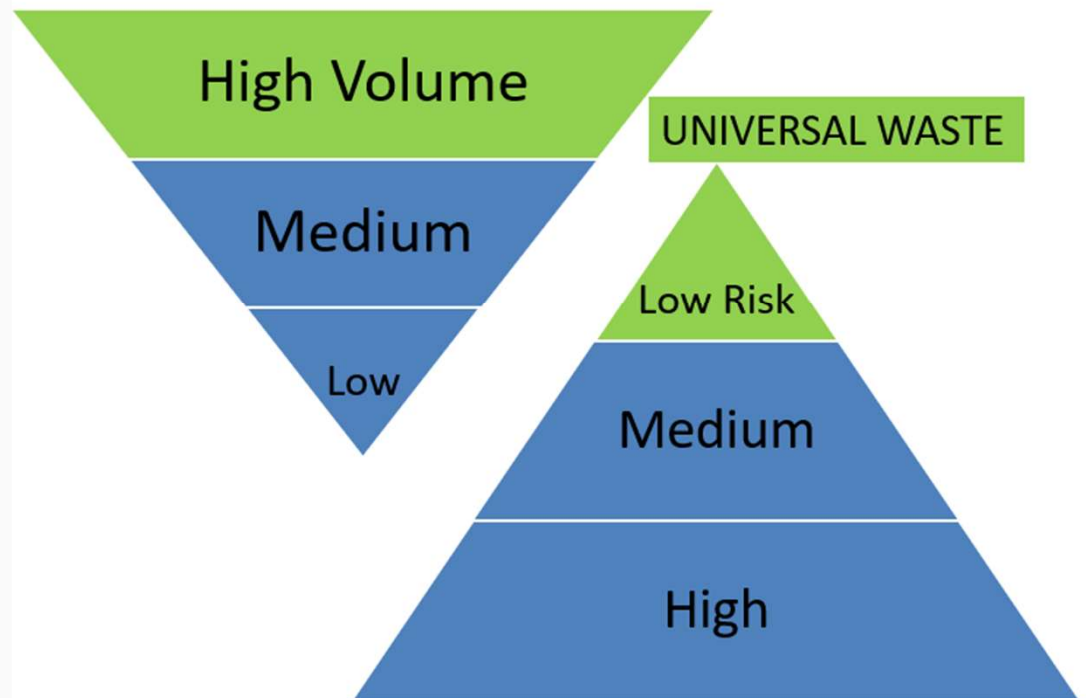 High Volume
Medium
Low
UNIVERSAL WASTE
Low Risk
Medium
High